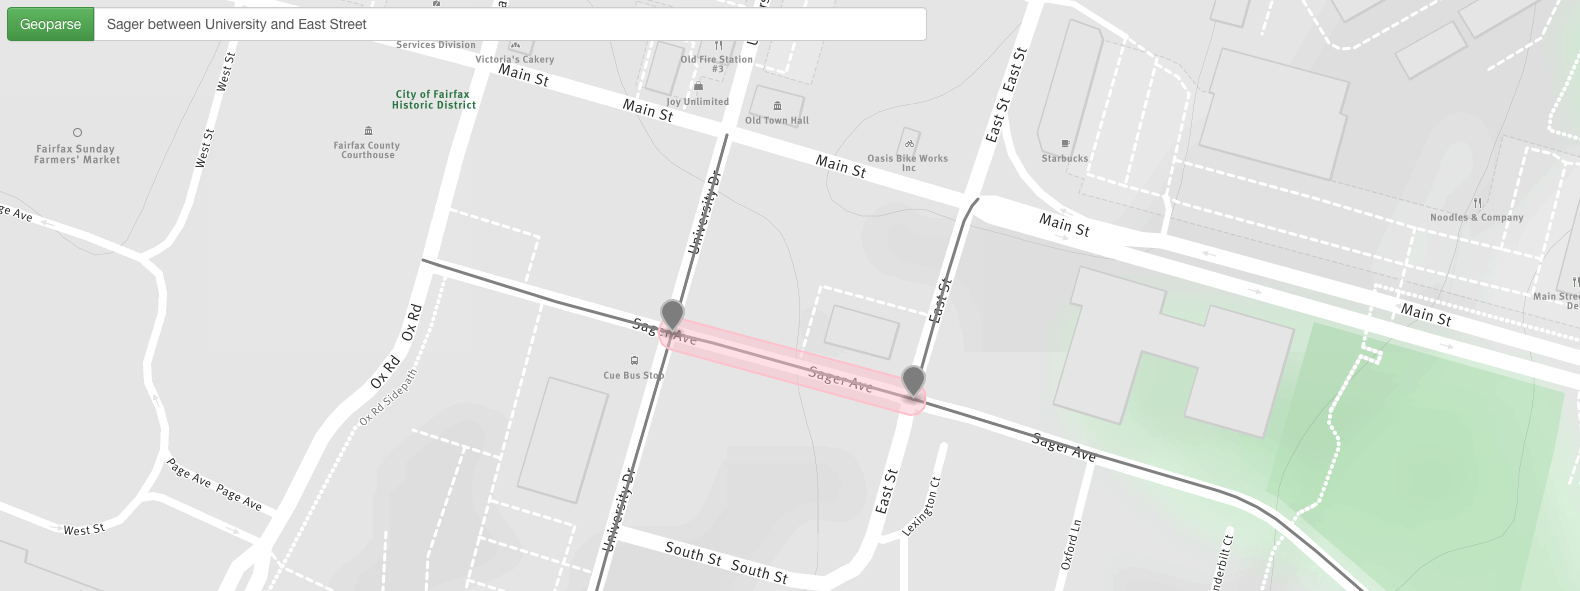 Geoparse
Sager between University and East Street
Services Division
Victoria's Cakery
Old Fire Station
#3
West St
Main St
City of Fairfax
Historic District
Joy Unlimited
Main St
Old Town Hall
East St East St
Fairfax Sunday
Farmers' Market
West St
Fairfax County
Courthouse
Main St
Oasis Bike Works
Inc
Starbucks
University Dr
Noodles & Company
Main St
East St
Main St
Ox Rd
Sager Ave
Cue Bus Stop
Ox Rd
Sager Ave
Ox Rd Sidepath
Sager Ave
Page Ave Page Ave
University Dr
East St
Lexington Ct
West St
South St South St
Oxford Ln